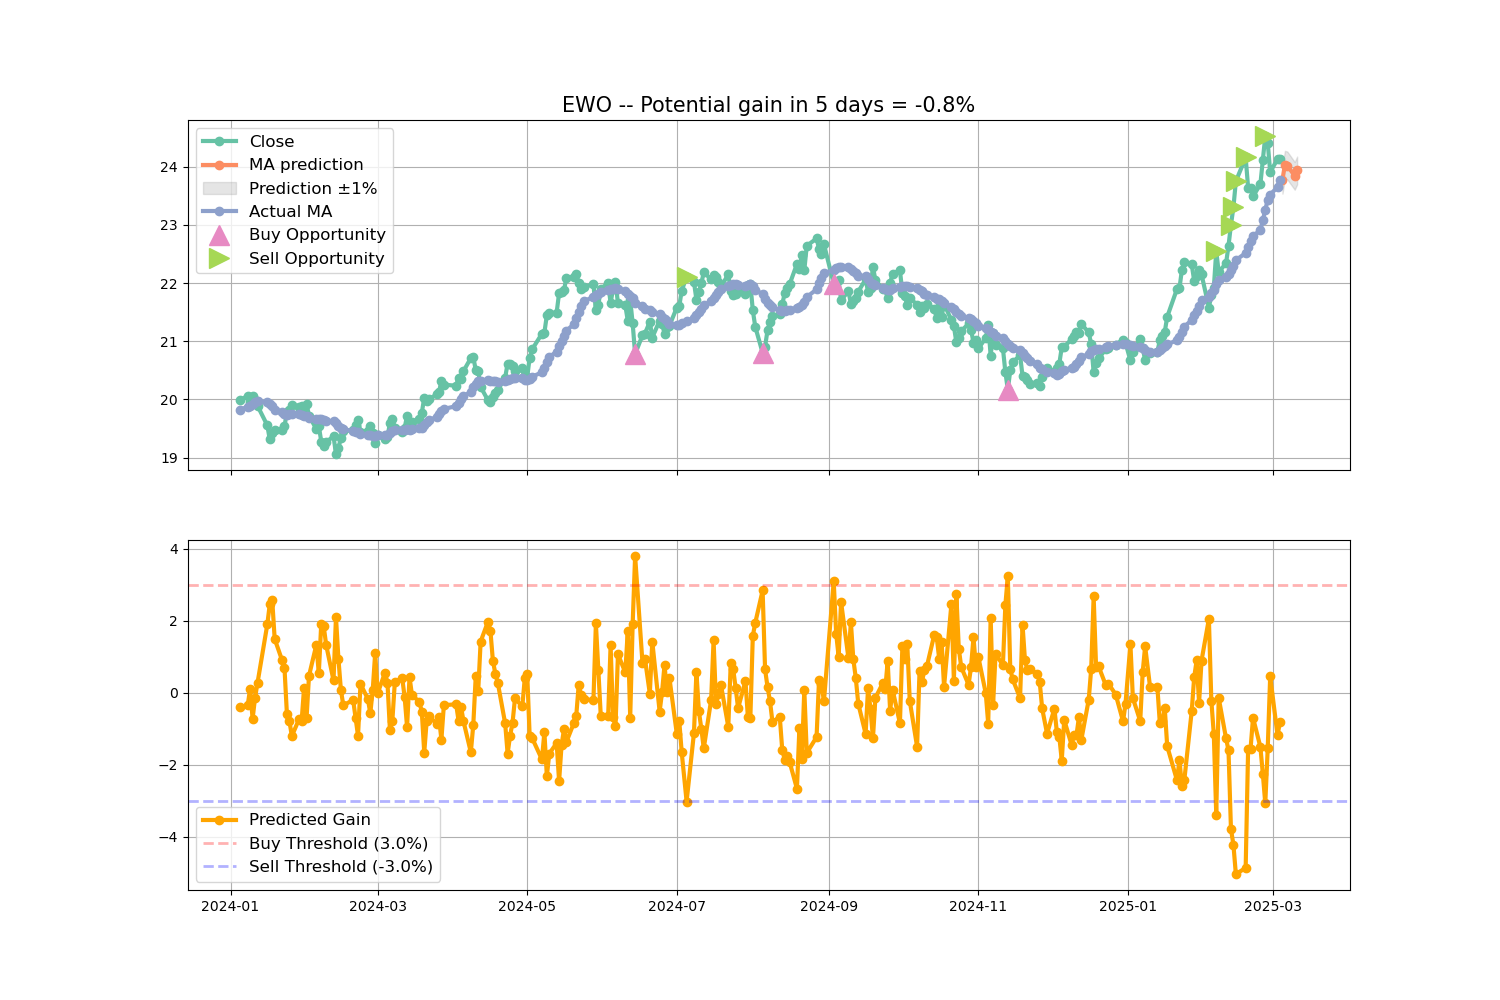 EWO -- Potential gain in 5 days = -0.8%
Close
MA prediction
Prediction ±1%
Actual MA
Buy Opportunity
Sell Opportunity
24
23
22
21
20
19
4
2
0
−2
−4
Predicted Gain
Buy Threshold (3.0%)
Sell Threshold (-3.0%)
2024-01 2024-03 2024-05 2024-07 2024-09 2024-11 2025-01 2025-03